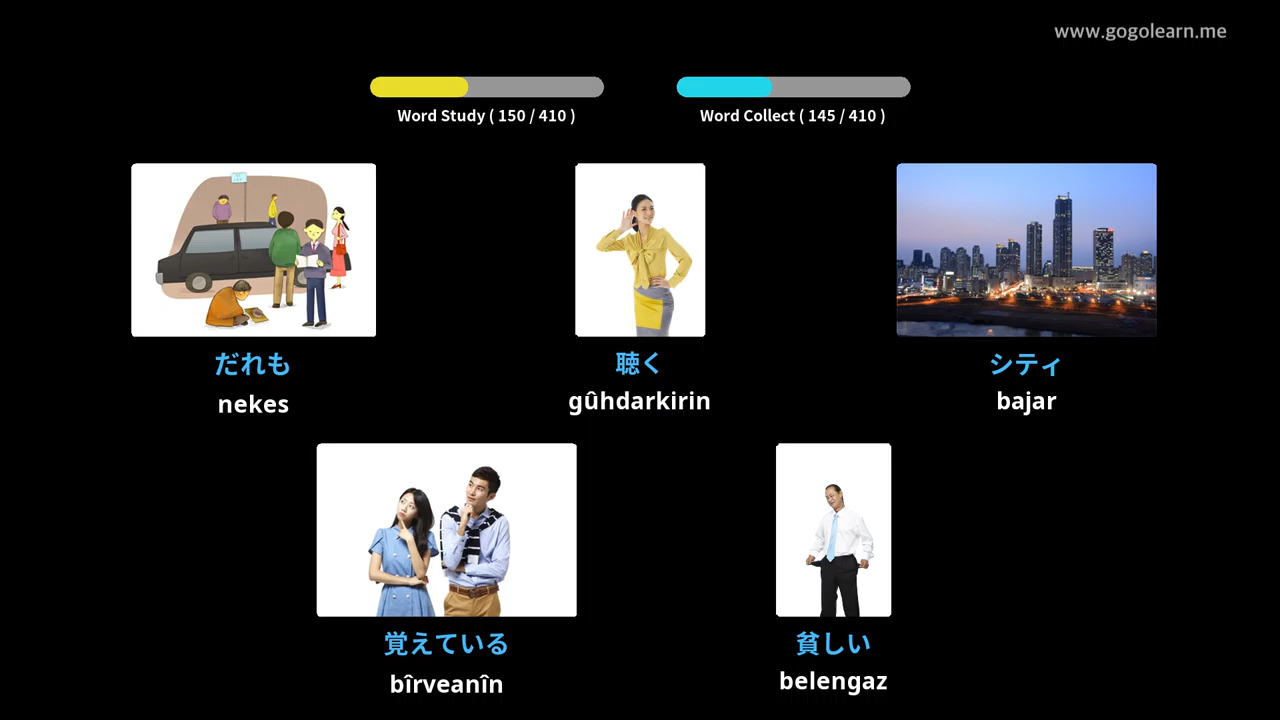 www.gogolearn.me
Word Study ( 150 / 410 )
Word Collect ( 145 / 410 )
だれも
nekes
聴く
gûhdarkirin
シティ
bajar
覚えている
bîrveanîn
貧しい
belengaz